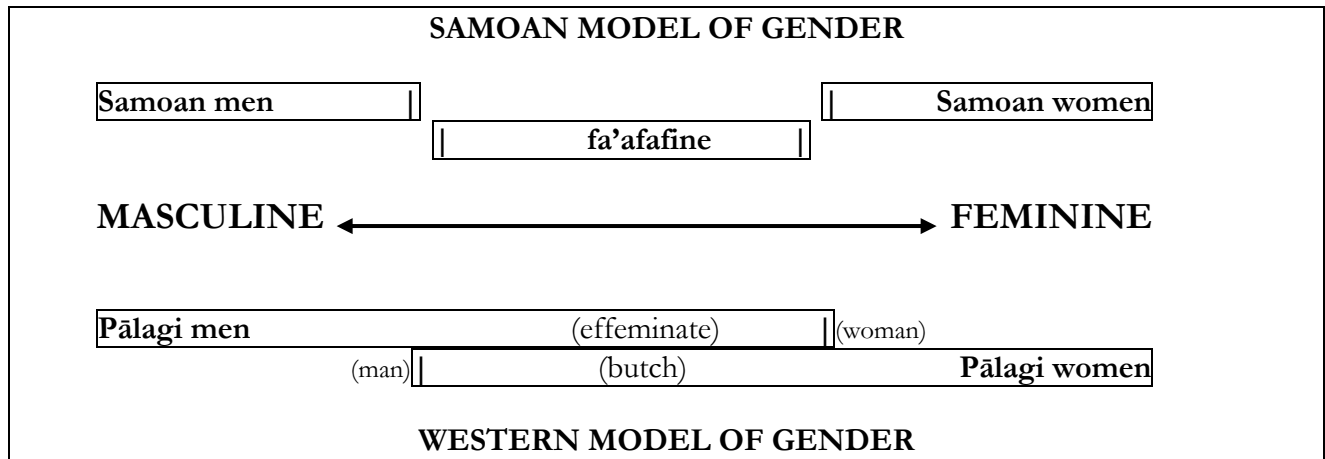 SAMOAN MODEL OF GENDER
Samoan men | | Samoan women
| fa’afafine |
MASCULINE FEMININE
Pālagi men (effeminate) | (woman)
(man) | (butch) Pālagi women
WESTERN MODEL OF GENDER